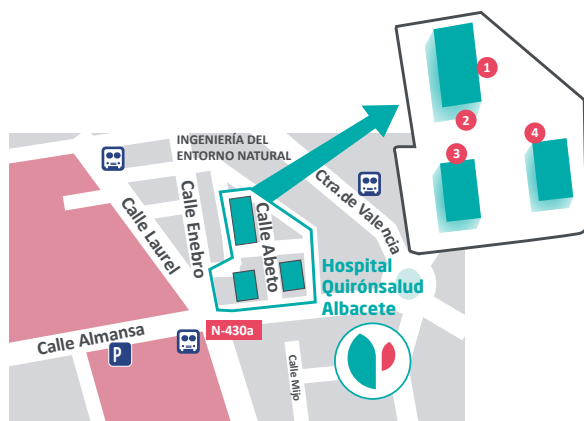 1
2
3
4
INGENIERÍA DEL
ENTORNO NATURAL
Calle Laurel
Calle Enebro
Calle Abeto
Ctra.de Valencia
Hospital
Quirónsalud
Albacete
N-430a
Calle Almansa
P
Calle Mijo